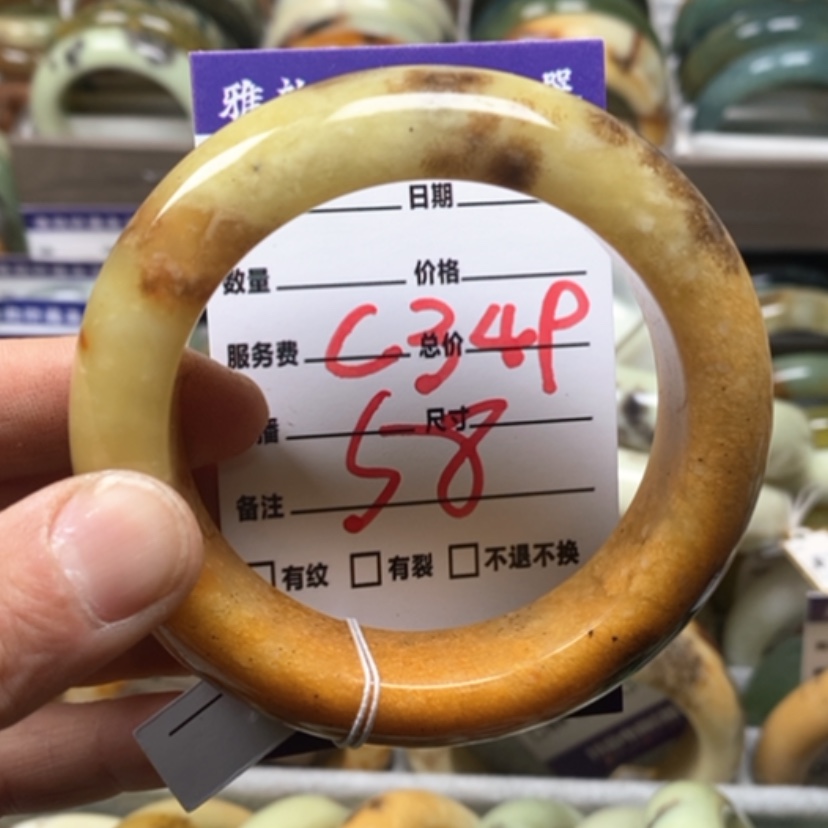 雅
日期
数量 价格
服务费 总价
C34P
播 尺寸
58
备注
有纹 有裂 不退不换